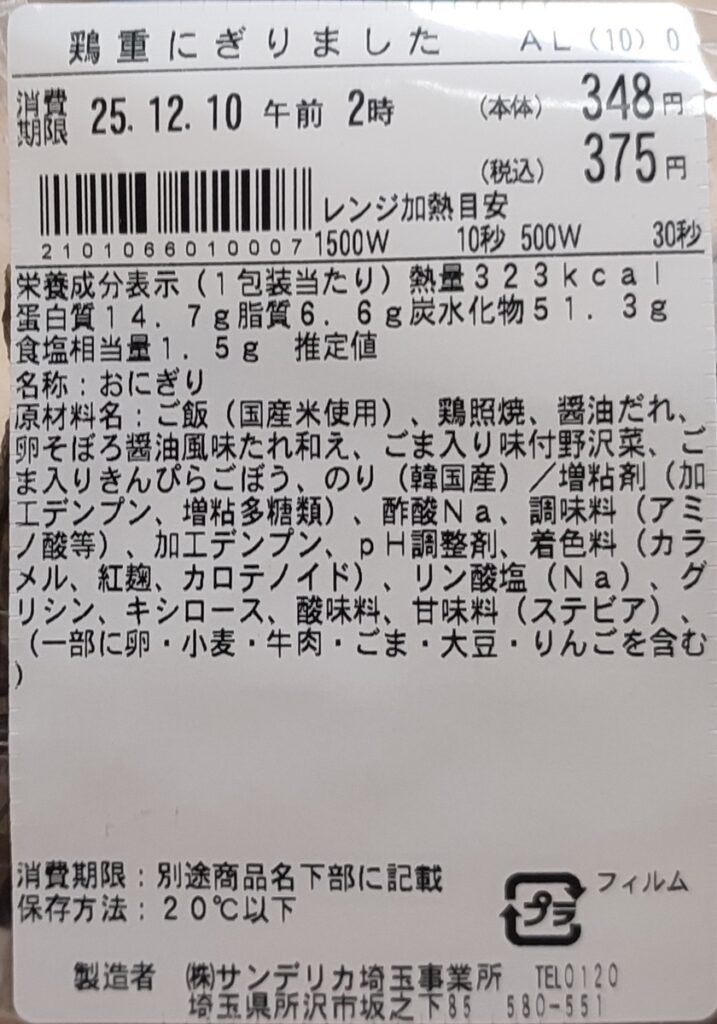 鶏重にぎりました AL(10)0
消費期限 25.12.10 午前 2時 (本体) 348円
(税込) 375円
レンジ加熱目安
2101066010007 1500W 10秒 500W 30秒
栄養成分表示（1包装当たり）熱量323kcal
蛋白質14.7g脂質6.6g炭水化物51.3g
食塩相当量1.5g 推定値
名称：おにぎり
原材料名：ご飯（国産米使用）、鶏照焼、醤油だれ、
卵そぼろ醤油風味たれ和え、ごま入り味付野沢菜、ご
ま入りきんぴらごぼう、のり（韓国産）／増粘剤（加
工デンプン、増粘多糖類）、酢酸Na、調味料（アミ
ノ酸等）、加工デンプン、pH調整剤、着色料（カラ
メル、紅麹、カロテノイド）、リン酸塩（Na）、グ
リシン、キシロース、酸味料、甘味料（ステビア）、
（一部に卵・小麦・牛肉・ごま・大豆・りんごを含む
）
消費期限：別途商品名下部に記載
保存方法：20℃以下
プラ フィルム
製造者 ㈱サンデリカ埼玉事業所 TEL0120
埼玉県所沢市坂之下85 580-551